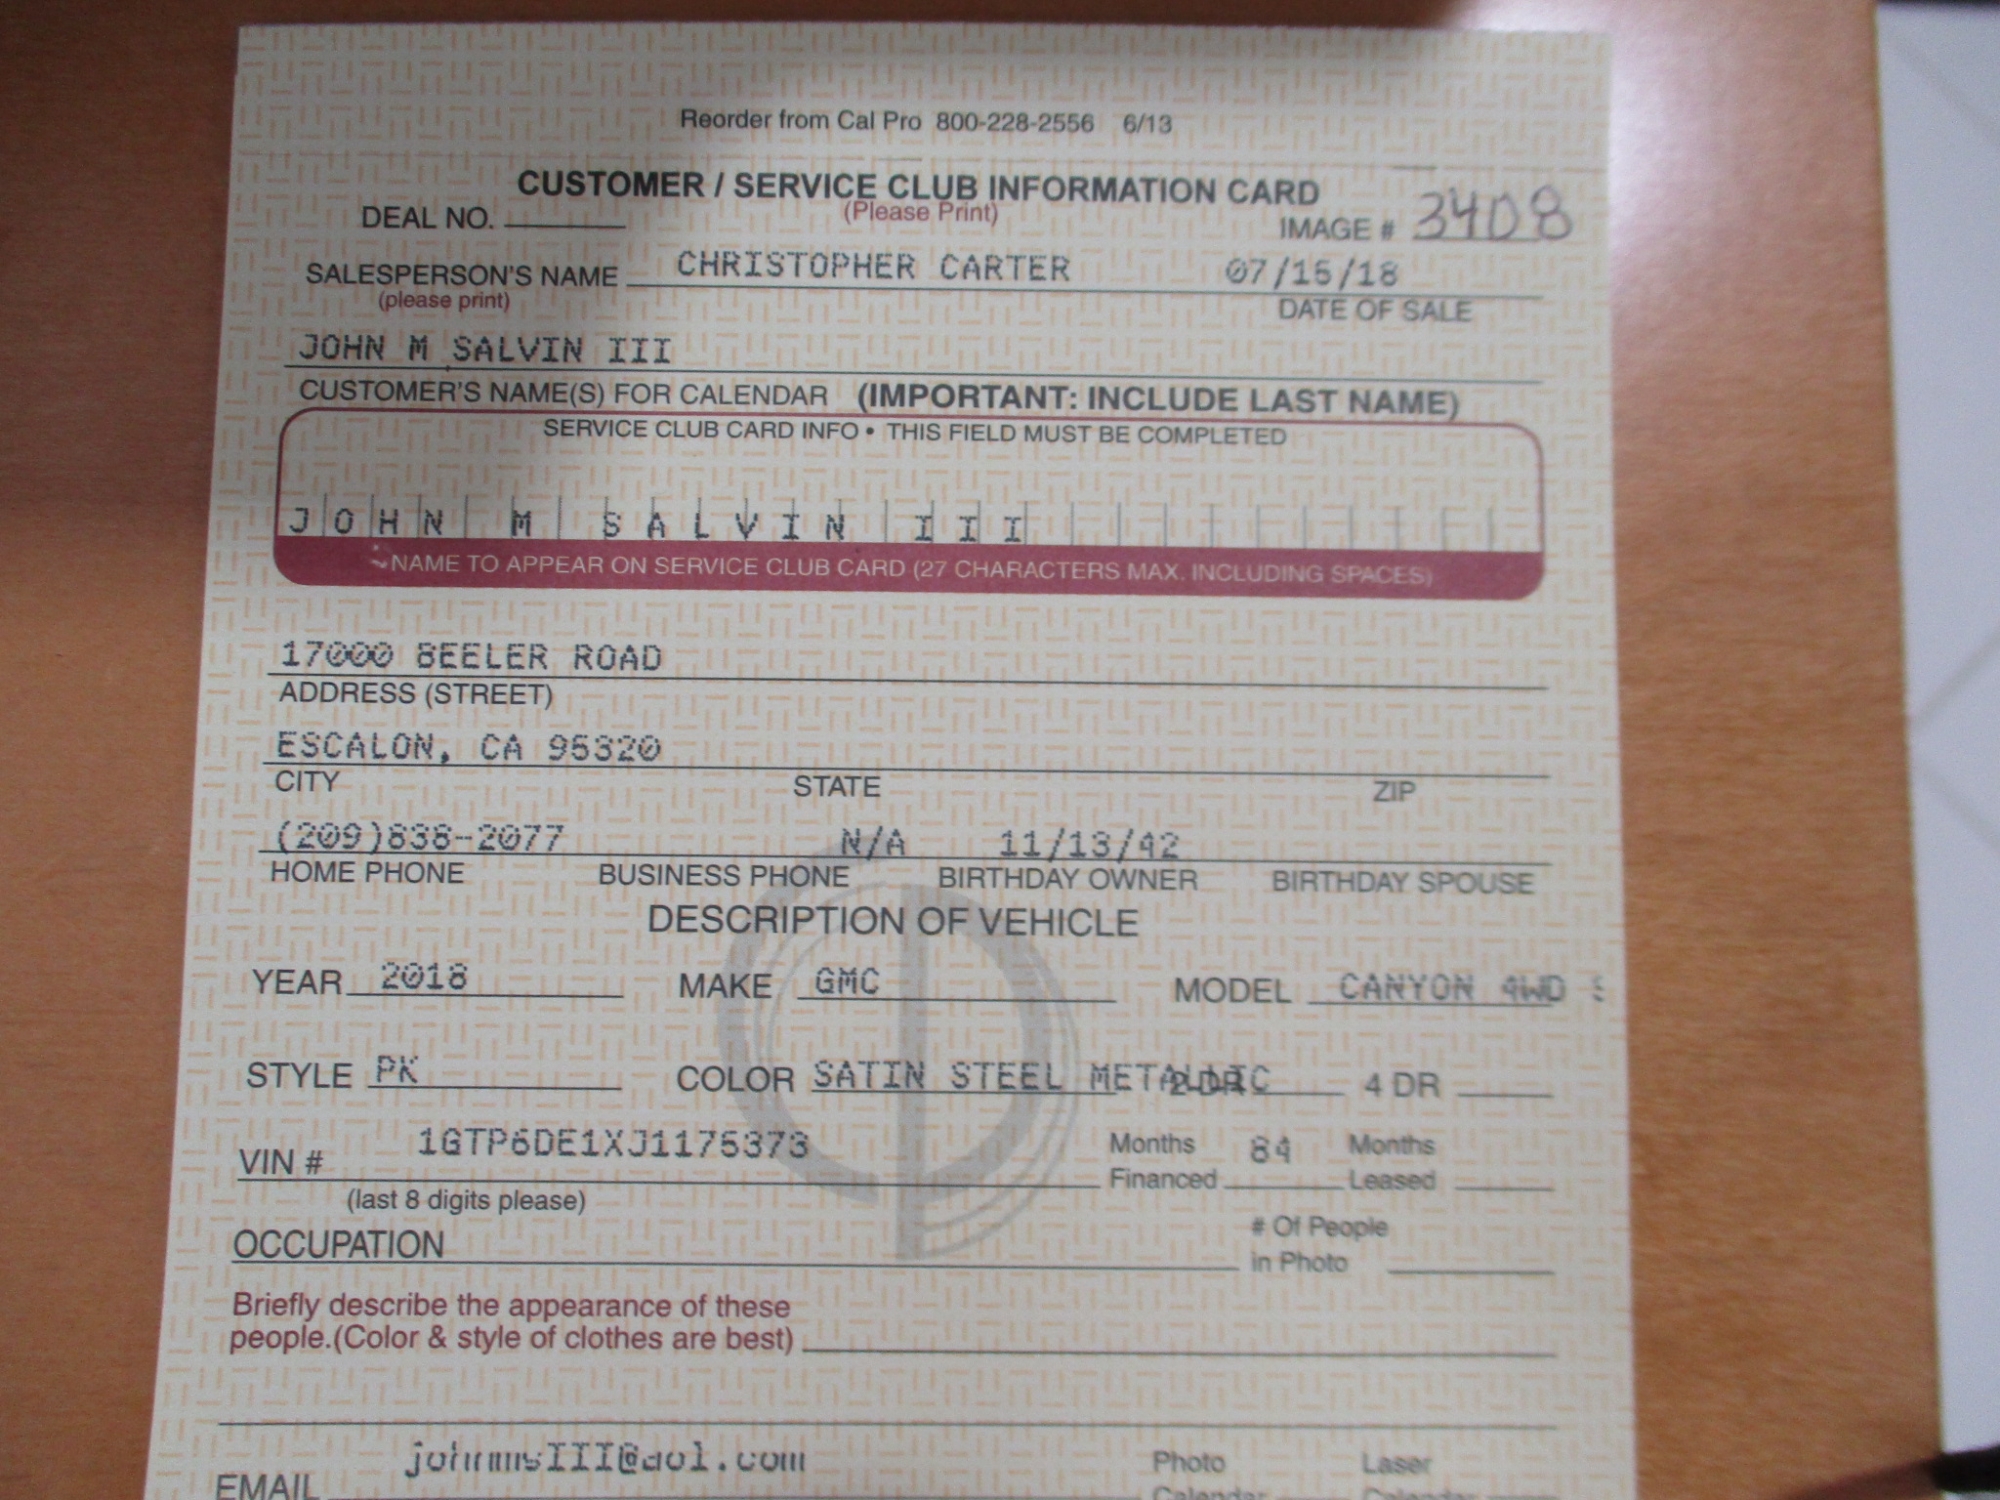 Reorder from Cal Pro 800-228-2556 6/13
CUSTOMER / SERVICE CLUB INFORMATION CARD
(Please Print)
DEAL NO.
IMAGE # 3408
SALESPERSON'S NAME CHRISTOPHER CARTER 07/15/18
(please print) DATE OF SALE
JOHN M SALVIN III
CUSTOMER'S NAME(S) FOR CALENDAR (IMPORTANT: INCLUDE LAST NAME)
SERVICE CLUB CARD INFO • THIS FIELD MUST BE COMPLETED
JOHN M SALVIN III
NAME TO APPEAR ON SERVICE CLUB CARD (27 CHARACTERS MAX. INCLUDING SPACES)
17000 BEELER ROAD
ADDRESS (STREET)
ESCALON, CA 95320
CITY STATE ZIP
(209)838-2077 N/A 11/13/42
HOME PHONE BUSINESS PHONE BIRTHDAY OWNER BIRTHDAY SPOUSE
DESCRIPTION OF VEHICLE
YEAR 2018 MAKE GMC MODEL CANYON 4WD
STYLE PK COLOR SATIN STEEL METALLIC 2 DR 4 DR
VIN # 1GTP6DE1XJ1175373
(last 8 digits please)
Months Financed 84 Months Leased
OCCUPATION
# Of People in Photo
Briefly describe the appearance of these
people.(Color & style of clothes are best)
EMAIL johnmsIII@aol.com
Photo Calendar
Laser Calendar